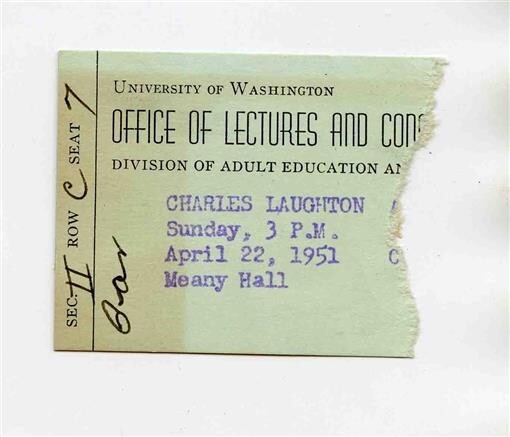 UNIVERSITY OF WASHINGTON
OFFICE OF LECTURES AND CON
DIVISION OF ADULT EDUCATION AN
CHARLES LAUGHTON
Sunday, 3 P.M.
April 22, 1951 C
Meany Hall
SEC. II ROW C SEAT 7